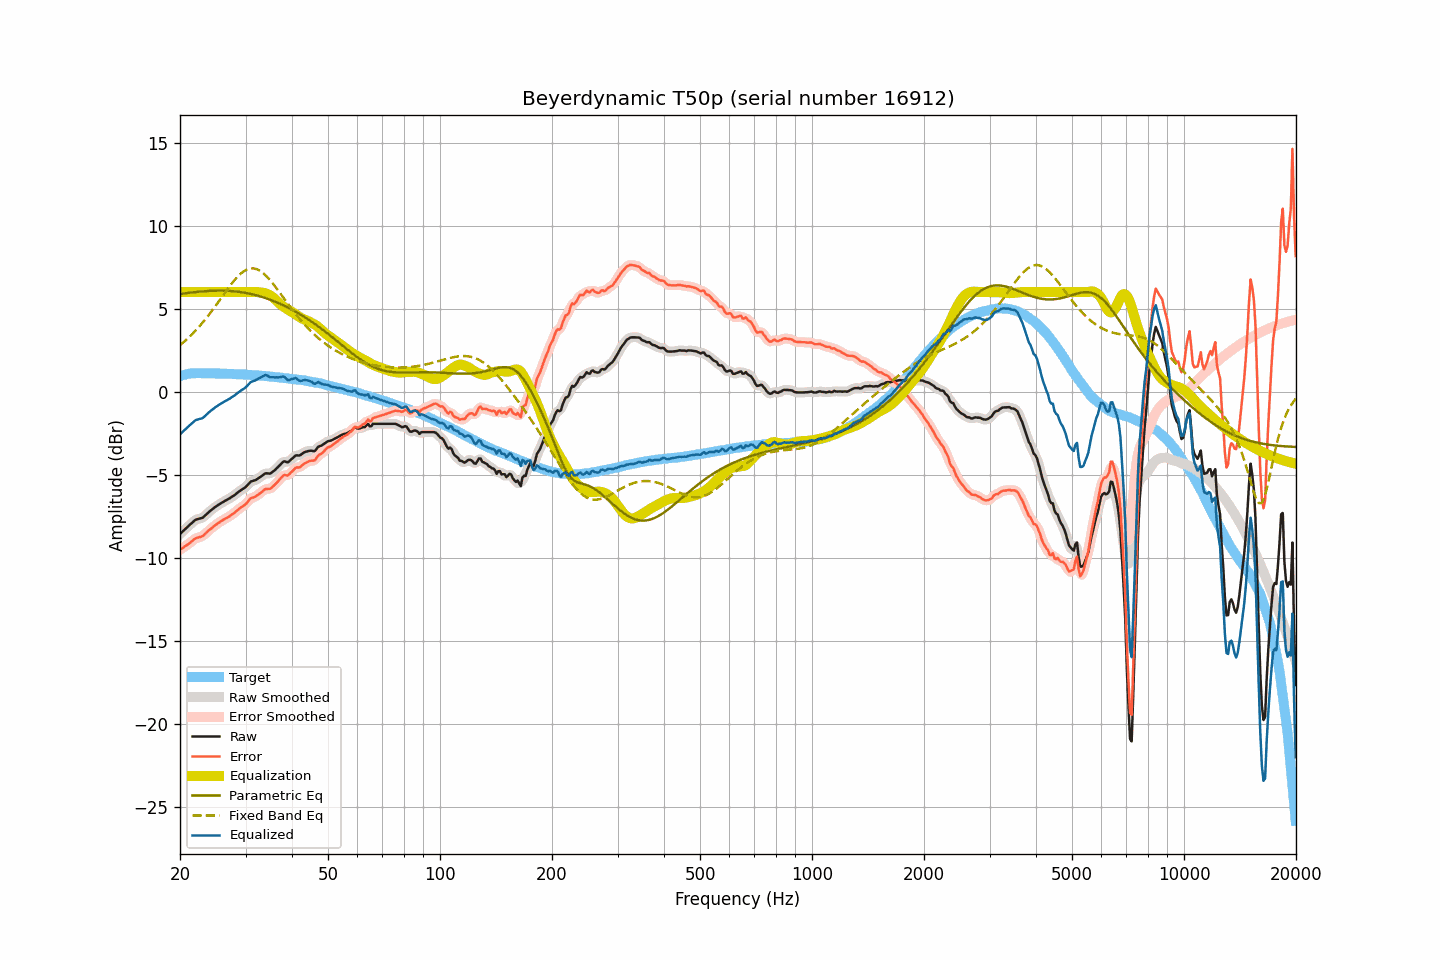 Beyerdynamic T50p (serial number 16912)
15
10
5
0
−5
−10
−15
−20
−25
Amplitude (dBr)
Target
Raw Smoothed
Error Smoothed
Raw
Error
Equalization
Parametric Eq
Fixed Band Eq
Equalized
20 50 100 200 500 1000 2000 5000 10000 20000
Frequency (Hz)